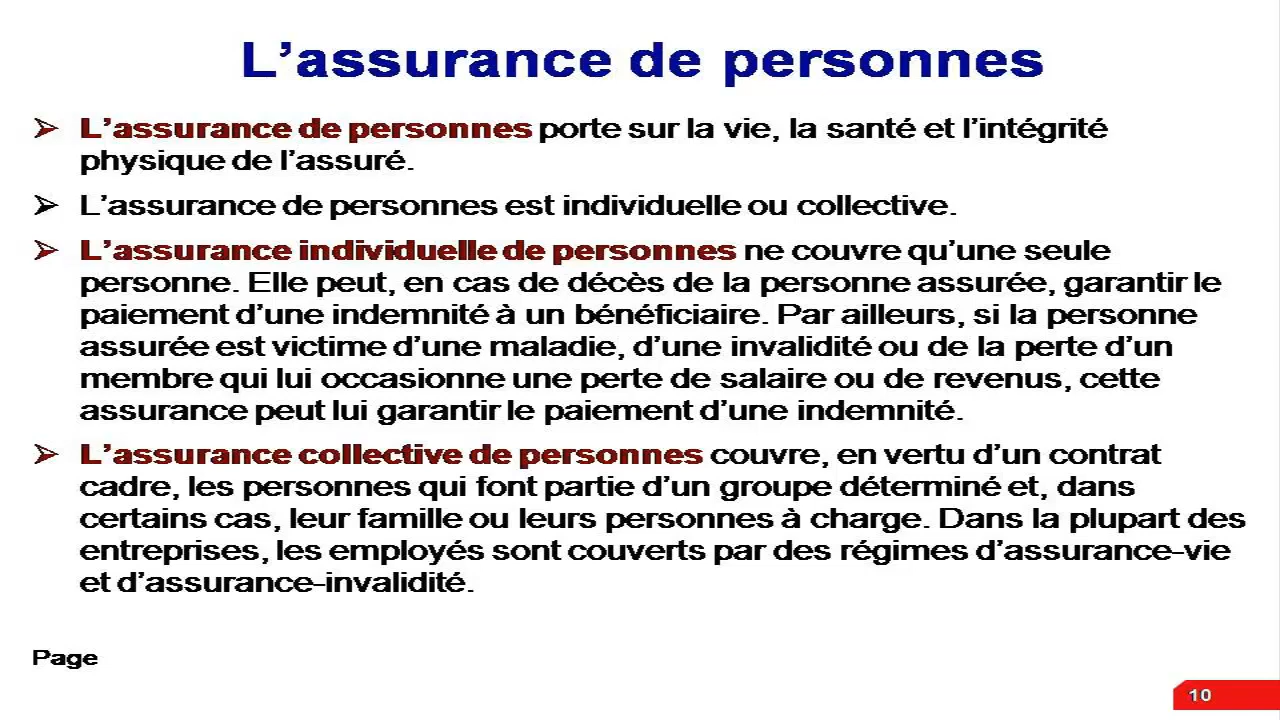 L’assurance de personnes
➢ L’assurance de personnes porte sur la vie, la santé et l’intégrité
physique de l’assuré.
➢ L’assurance de personnes est individuelle ou collective.
➢ L’assurance individuelle de personnes ne couvre qu’une seule
personne. Elle peut, en cas de décès de la personne assurée, garantir le
paiement d’une indemnité à un bénéficiaire. Par ailleurs, si la personne
assurée est victime d’une maladie, d’une invalidité ou de la perte d’un
membre qui lui occasionne une perte de salaire ou de revenus, cette
assurance peut lui garantir le paiement d’une indemnité.
➢ L’assurance collective de personnes couvre, en vertu d’un contrat
cadre, les personnes qui font partie d’un groupe déterminé et, dans
certains cas, leur famille ou leurs personnes à charge. Dans la plupart des
entreprises, les employés sont couverts par des régimes d’assurance-vie
et d’assurance-invalidité.
Page
10